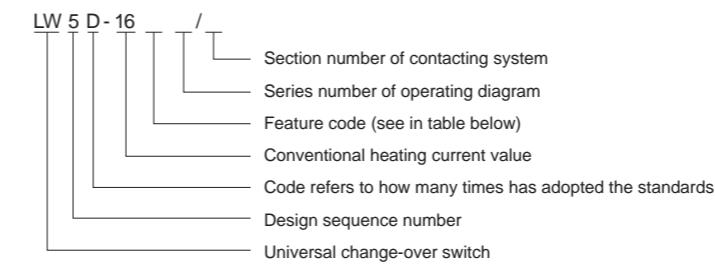 LW 5 D - 16 /
Section number of contacting system
Series number of operating diagram
Feature code (see in table below)
Conventional heating current value
Code refers to how many times has adopted the standards
Design sequence number
Universal change-over switch